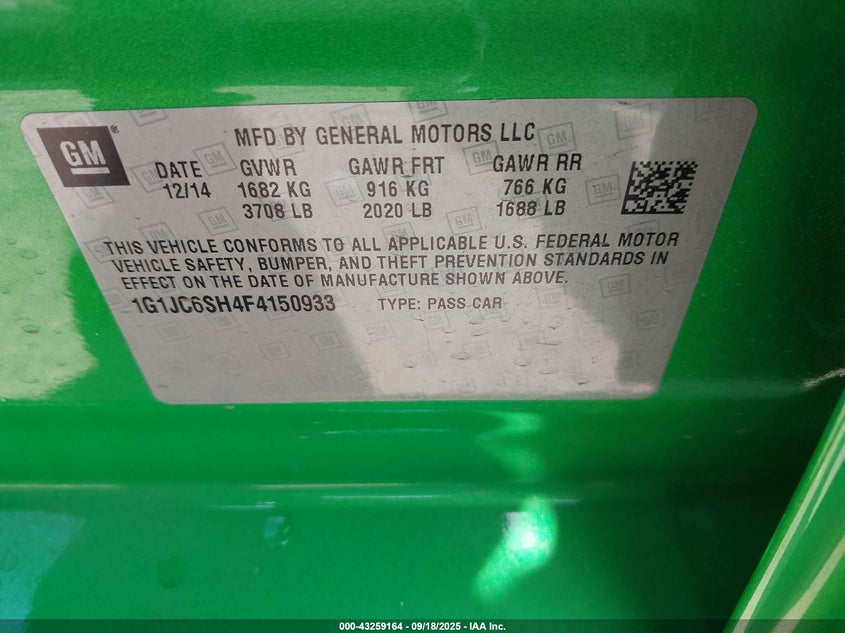 GM ®
MFD BY GENERAL MOTORS LLC
DATE GVWR GAWR FRT GAWR RR
12/14 1682 KG 916 KG 766 KG
3708 LB 2020 LB 1688 LB
THIS VEHICLE CONFORMS TO ALL APPLICABLE U.S. FEDERAL MOTOR
VEHICLE SAFETY, BUMPER, AND THEFT PREVENTION STANDARDS IN
EFFECT ON THE DATE OF MANUFACTURE SHOWN ABOVE.
1G1JC6SH4F4150933 TYPE: PASS CAR
000-43259164 - 09/18/2025 - IAA Inc.